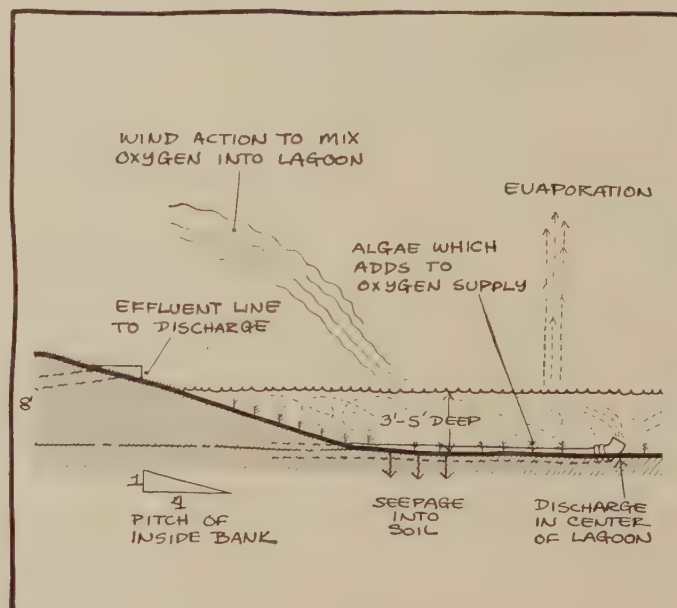 WIND ACTION TO MIX
OXYGEN INTO LAGOON
EVAPORATION
ALGAE WHICH
ADDS TO
OXYGEN SUPPLY
EFFLUENT LINE
TO DISCHARGE
3'-5' DEEP
1
4
PITCH OF
INSIDE BANK
SEEPAGE
INTO
SOIL
DISCHARGE
IN CENTER
OF LAGOON